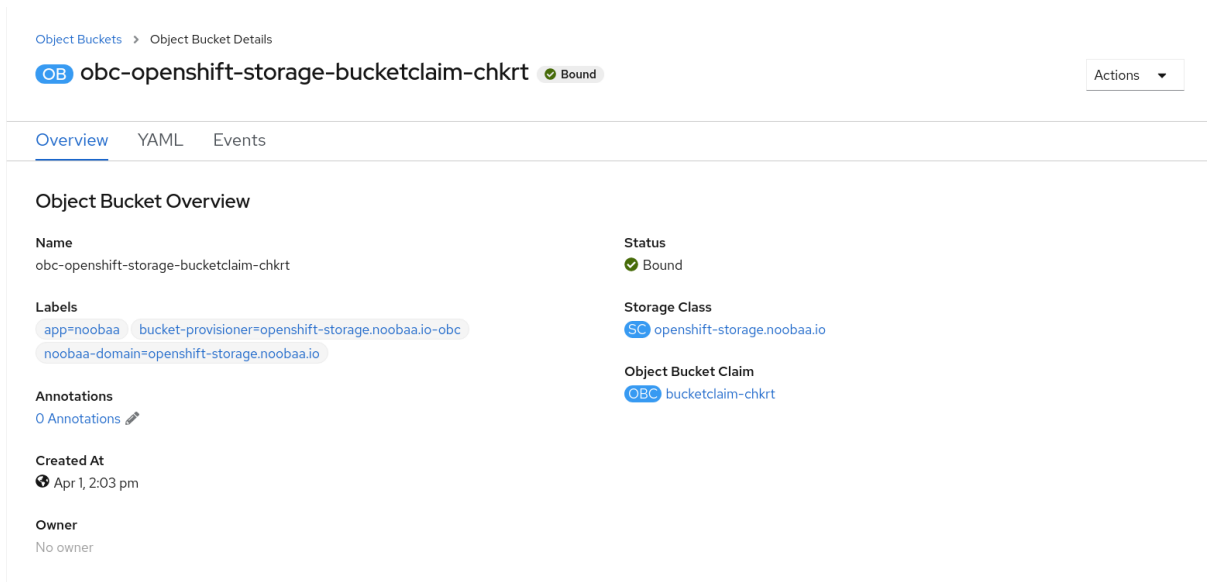 Object Buckets > Object Bucket Details
OB obc-openshift-storage-bucketclaim-chkrt Bound
Actions
Overview YAML Events
Object Bucket Overview
Name
obc-openshift-storage-bucketclaim-chkrt
Labels
app=noobaa bucket-provisioner=openshift-storage.noobaa.io-obc
noobaa-domain=openshift-storage.noobaa.io
Annotations
0 Annotations
Created At
Apr 1, 2:03 pm
Owner
No owner
Status
Bound
Storage Class
SC openshift-storage.noobaa.io
Object Bucket Claim
OBC bucketclaim-chkrt